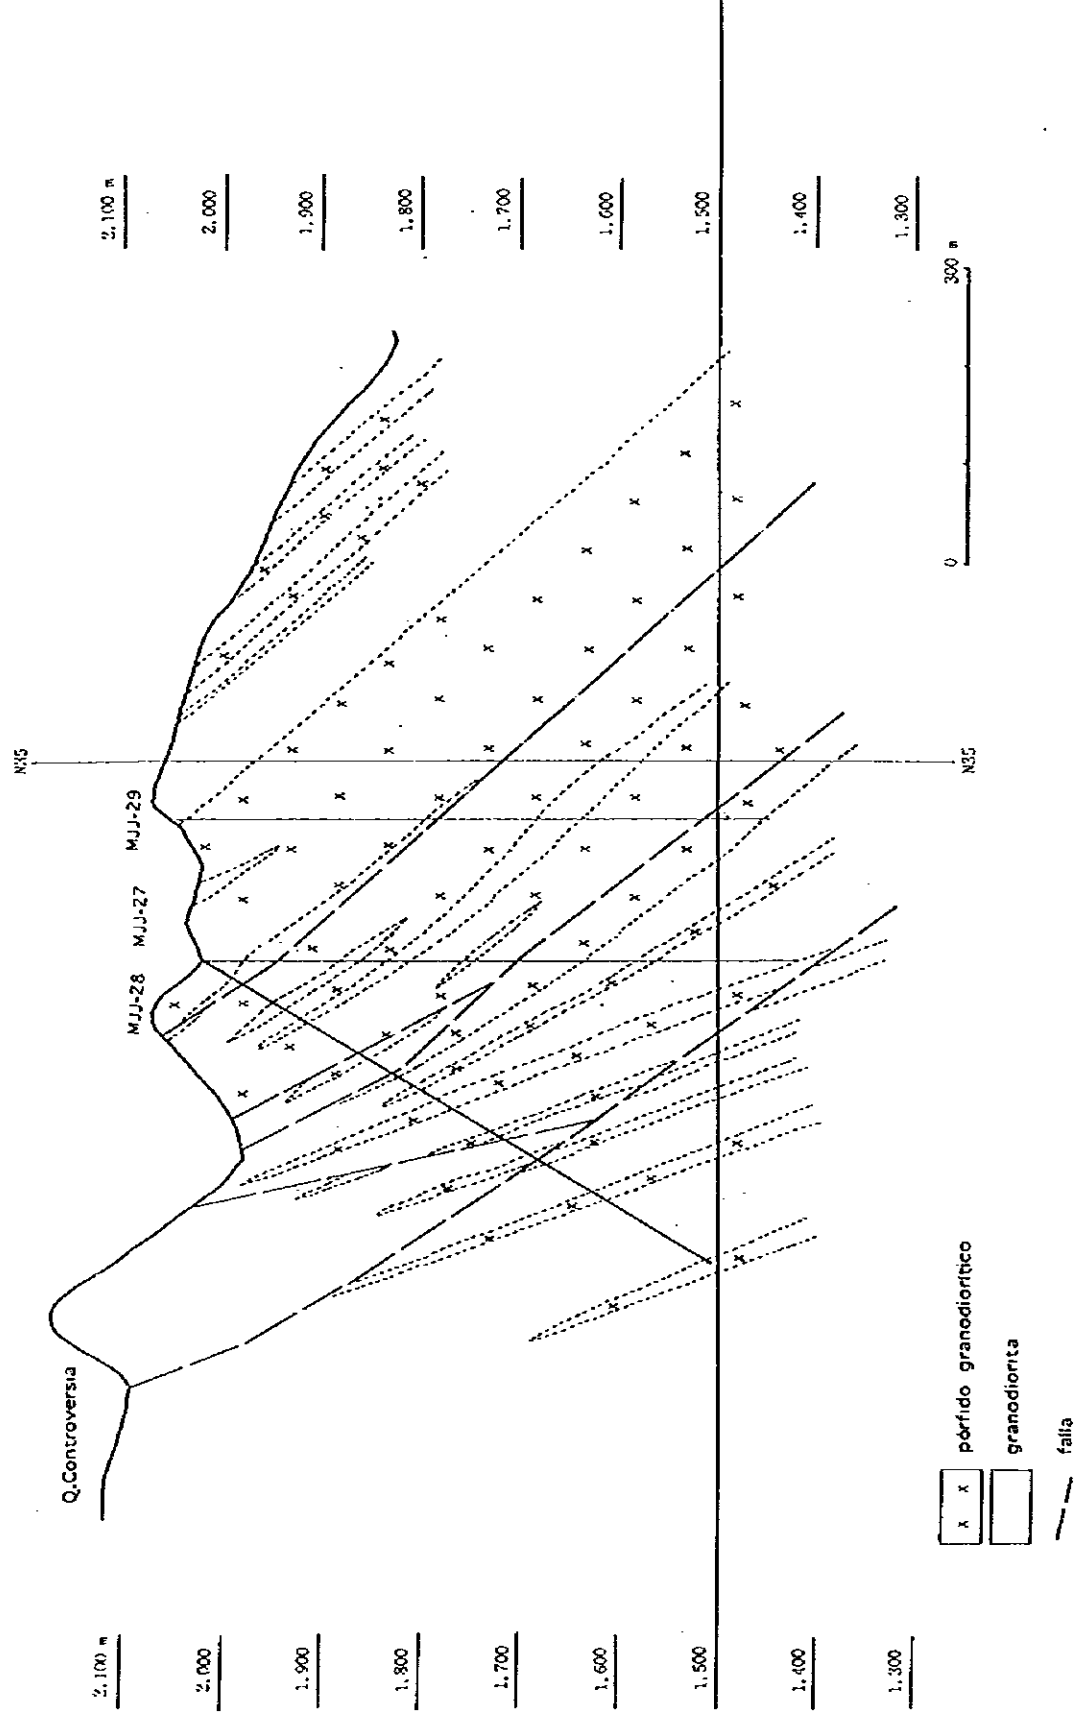 Q.Controversia
MJJ-28
MJJ-27
MJJ-29
N35
N35
2.100 m
2.000
1.900
1.800
1.700
1.600
1.500
1.400
1.300
2.100 m
2.000
1.900
1.800
1.700
1.600
1.500
1.400
1.300
0
300 m
x x pórfido granodiorítico
granodiorita
falla